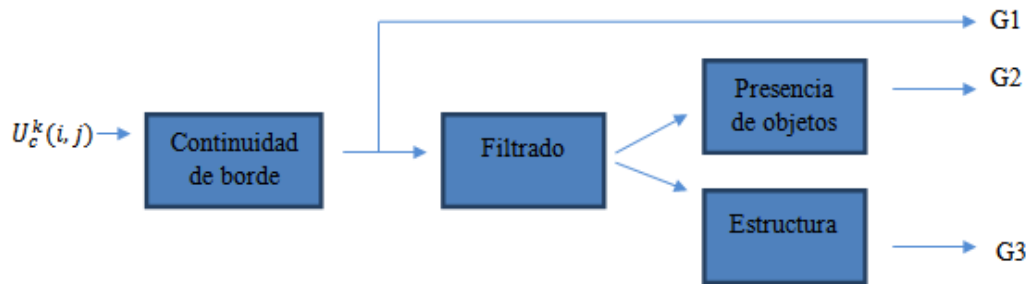 G1
G2
Presencia
de objetos
U_c^k(i,j)
Continuidad
de borde
Filtrado
Estructura
G3